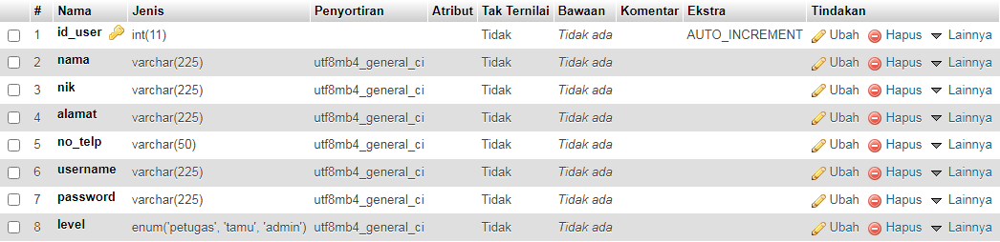 # Nama Jenis Penyortiran Atribut Tak Ternilai Bawaan Komentar Ekstra Tindakan
1 id_user int(11) Tidak Tidak ada AUTO_INCREMENT Ubah Hapus Lainnya
2 nama varchar(225) utf8mb4_general_ci Tidak Tidak ada Ubah Hapus Lainnya
3 nik varchar(225) utf8mb4_general_ci Tidak Tidak ada Ubah Hapus Lainnya
4 alamat varchar(225) utf8mb4_general_ci Tidak Tidak ada Ubah Hapus Lainnya
5 no_telp varchar(50) utf8mb4_general_ci Tidak Tidak ada Ubah Hapus Lainnya
6 username varchar(225) utf8mb4_general_ci Tidak Tidak ada Ubah Hapus Lainnya
7 password varchar(225) utf8mb4_general_ci Tidak Tidak ada Ubah Hapus Lainnya
8 level enum('petugas', 'tamu', 'admin') utf8mb4_general_ci Tidak Tidak ada Ubah Hapus Lainnya